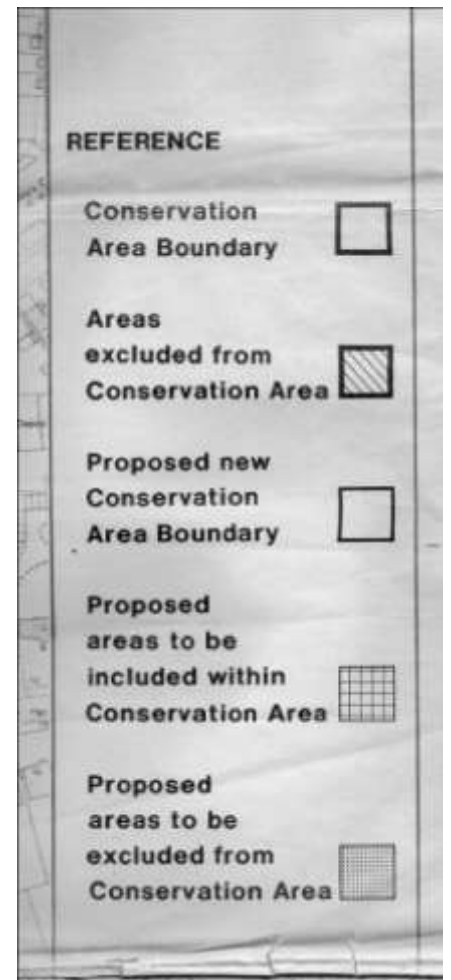 REFERENCE
Conservation
Area Boundary
Areas
excluded from
Conservation Area
Proposed new
Conservation
Area Boundary
Proposed
areas to be
included within
Conservation Area
Proposed
areas to be
excluded from
Conservation Area